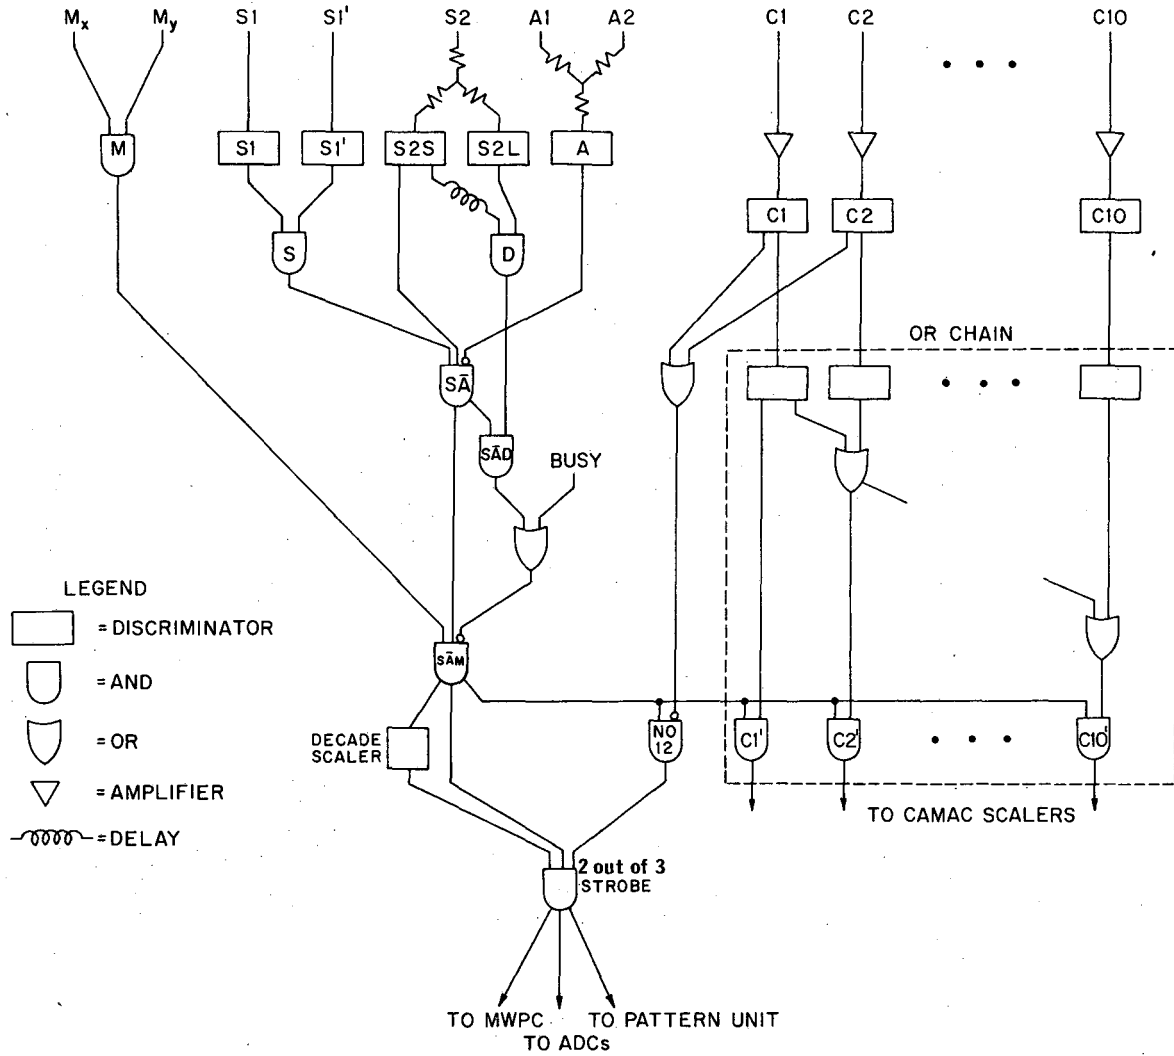 Mx My S1 S1' S2 A1 A2 C1 C2 C10
M S1 S1' S2S S2L A
C1 C2 C10
S D
OR CHAIN
SĀ
SĀD
BUSY
LEGEND
= DISCRIMINATOR
= AND
= OR
= AMPLIFIER
= DELAY
SĀM
DECADE
SCALER
NO
12
C1' C2' C10'
TO CAMAC SCALERS
2 out of 3
STROBE
TO MWPC TO PATTERN UNIT
TO ADCs